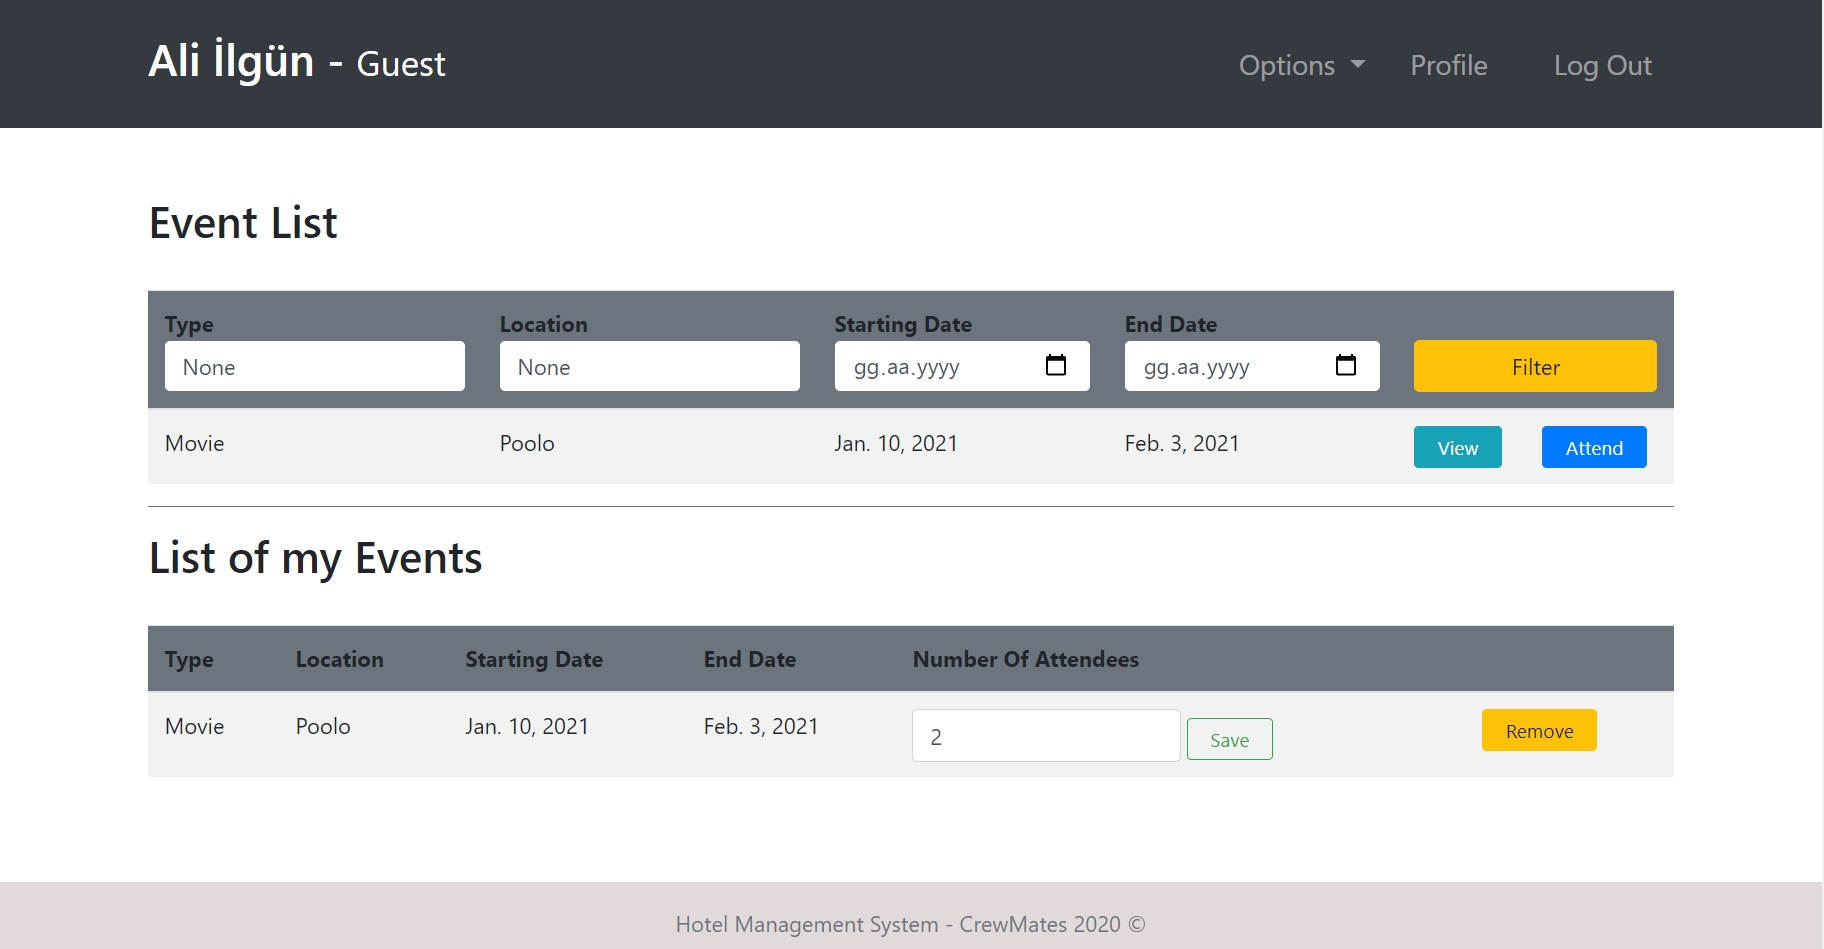 Ali İlgün - Guest
Options Profile Log Out
Event List
Type Location Starting Date End Date
None None gg.aa.yyyy gg.aa.yyyy Filter
Movie Poolo Jan. 10, 2021 Feb. 3, 2021 View Attend
List of my Events
Type Location Starting Date End Date Number Of Attendees
Movie Poolo Jan. 10, 2021 Feb. 3, 2021 2 Save Remove
Hotel Management System - CrewMates 2020 ©